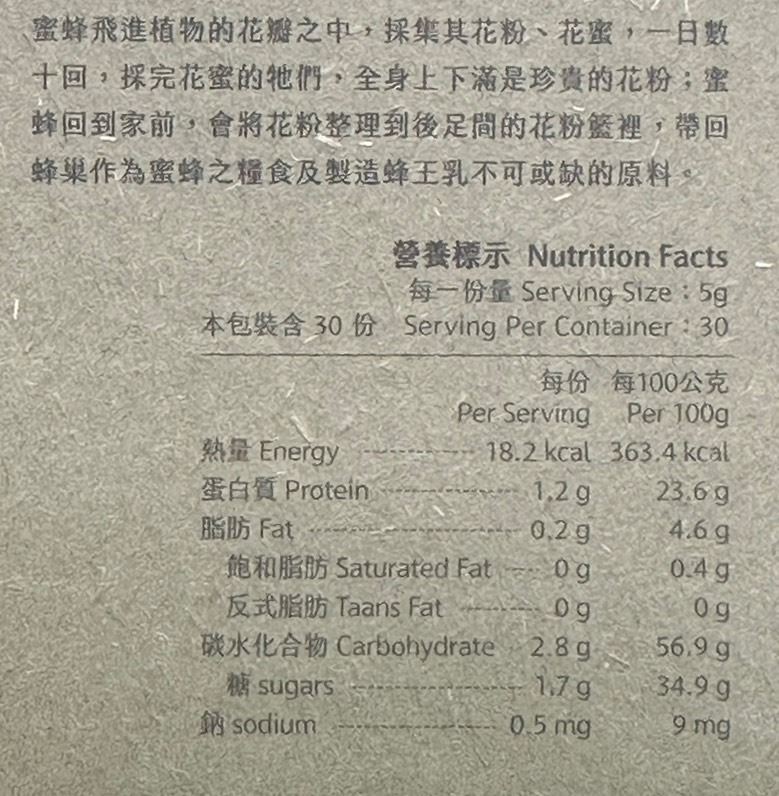 蜜蜂飛進植物的花瓣之中，採集其花粉、花蜜，一日數
十回，採完花蜜的牠們，全身上下滿是珍貴的花粉；蜜
蜂回到家前，會將花粉整理到後足間的花粉籃裡，帶回
蜂巢作為蜜蜂之糧食及製造蜂王乳不可或缺的原料。
營養標示 Nutrition Facts
每一份量 Serving Size：5g
本包裝含 30 份 Serving Per Container：30
每份 每100公克
Per Serving Per 100g
熱量 Energy 18.2 kcal 363.4 kcal
蛋白質 Protein 1.2 g 23.6 g
脂肪 Fat 0.2 g 4.6 g
飽和脂肪 Saturated Fat 0 g 0.4 g
反式脂肪 Taans Fat 0 g 0 g
碳水化合物 Carbohydrate 2.8 g 56.9 g
糖 sugars 1.7 g 34.9 g
鈉 sodium 0.5 mg 9 mg